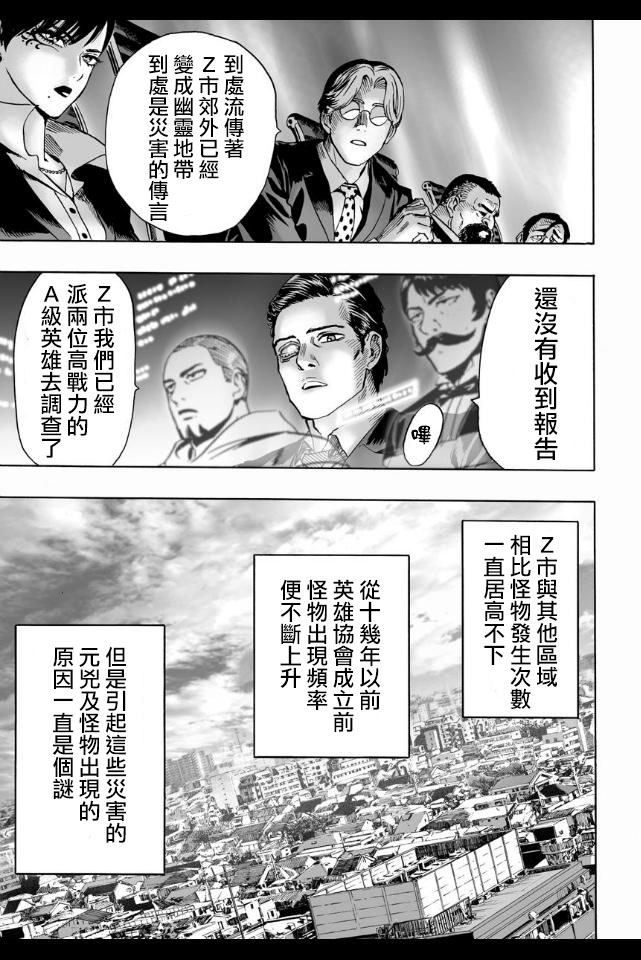 到處流傳著
Z市郊外已經
變成幽靈地帶
到處是災害的傳言
還沒有收到報告
嗶
Z市我們已經
派兩位高戰力的
A級英雄去調查了
Z市與其他區域
相比怪物發生次數
一直居高不下
從十幾年以前
英雄協會成立前
怪物出現頻率
便不斷上升
但是引起這些災害的
元兇及怪物出現的
原因一直是個謎